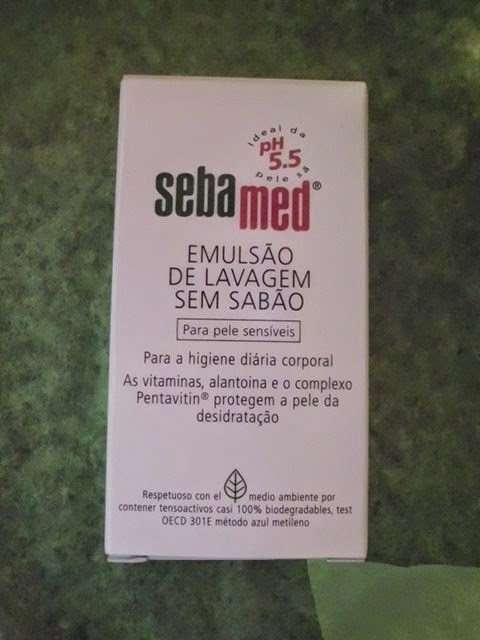 Ideal da
pH
5.5
pele sã
sebamed®
EMULSÃO
DE LAVAGEM
SEM SABÃO
Para pele sensíveis
Para a higiene diária corporal
As vitaminas, alantoina e o complexo
Pentavitin® protegem a pele da
desidratação
Respetuoso con el medio ambiente por
contener tensoactivos casi 100% biodegradables, test
OECD 301E método azul metileno